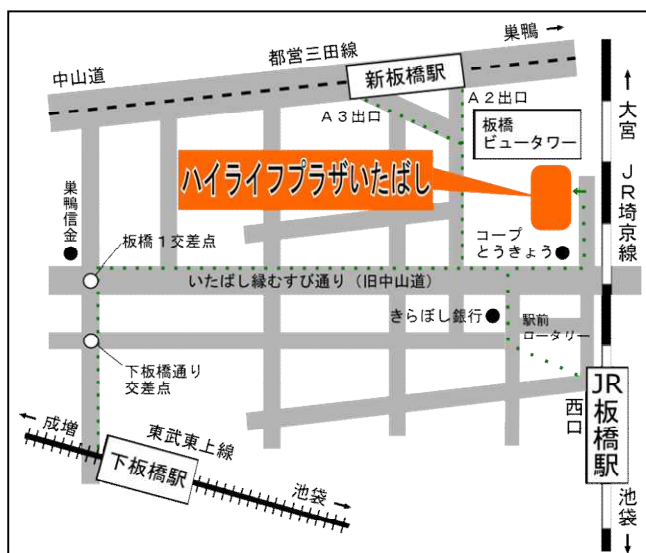 巣鴨
都営三田線
中山道
新板橋駅
A3出口
A2出口
板橋
ビュータワー
大宮
JR埼京線
ハイライフプラザいたばし
巣鴨信金
板橋1交差点
コープ
とうきょう
いたばし縁むすび通り(旧中山道)
きらぼし銀行
駅前
ロータリー
下板橋通り
交差点
JR板橋駅
西口
成増
東武東上線
下板橋駅
池袋
池袋